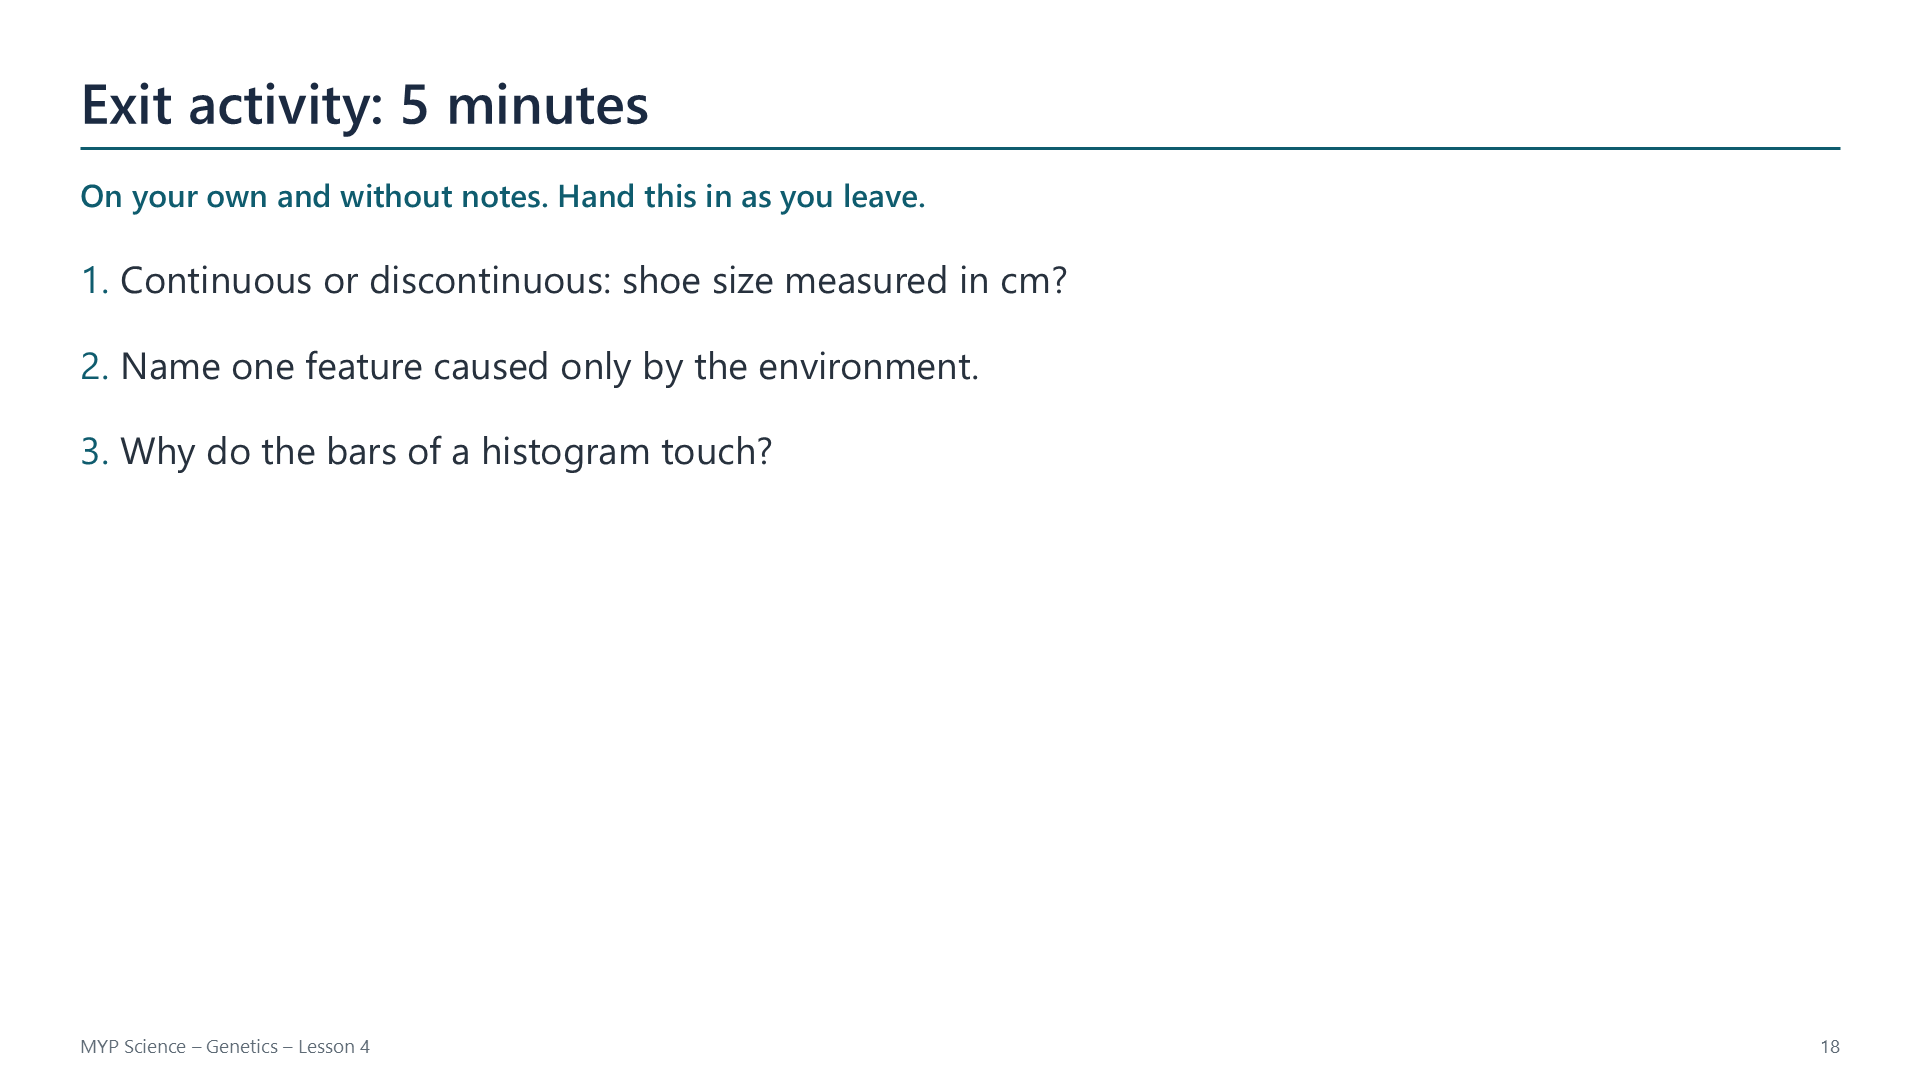 Exit activity: 5 minutes
On your own and without notes. Hand this in as you leave.
1. Continuous or discontinuous: shoe size measured in cm?
2. Name one feature caused only by the environment.
3. Why do the bars of a histogram touch?
MYP Science – Genetics – Lesson 4
18